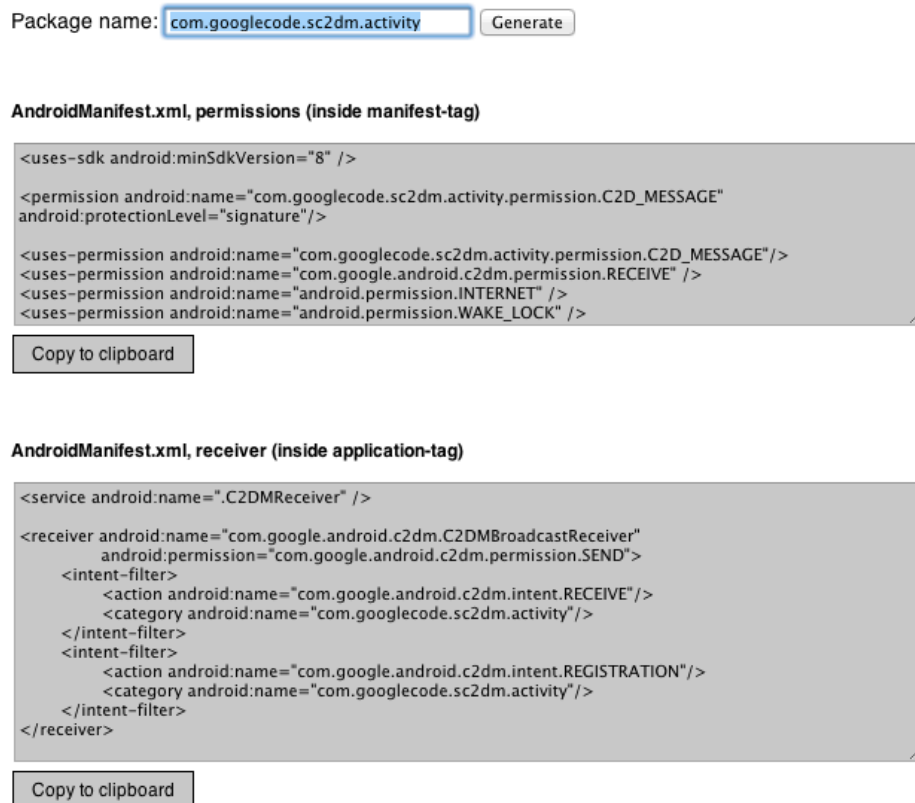 Package name: com.googlecode.sc2dm.activity Generate
AndroidManifest.xml, permissions (inside manifest-tag)
<uses-sdk android:minSdkVersion="8" />
<permission android:name="com.googlecode.sc2dm.activity.permission.C2D_MESSAGE"
android:protectionLevel="signature"/>
<uses-permission android:name="com.googlecode.sc2dm.activity.permission.C2D_MESSAGE"/>
<uses-permission android:name="com.google.android.c2dm.permission.RECEIVE" />
<uses-permission android:name="android.permission.INTERNET" />
<uses-permission android:name="android.permission.WAKE_LOCK" />
Copy to clipboard
AndroidManifest.xml, receiver (inside application-tag)
<service android:name=".C2DMReceiver" />
<receiver android:name="com.google.android.c2dm.C2DMBroadcastReceiver"
android:permission="com.google.android.c2dm.permission.SEND">
<intent-filter>
<action android:name="com.google.android.c2dm.intent.RECEIVE"/>
<category android:name="com.googlecode.sc2dm.activity"/>
</intent-filter>
<intent-filter>
<action android:name="com.google.android.c2dm.intent.REGISTRATION"/>
<category android:name="com.googlecode.sc2dm.activity"/>
</intent-filter>
</receiver>
Copy to clipboard